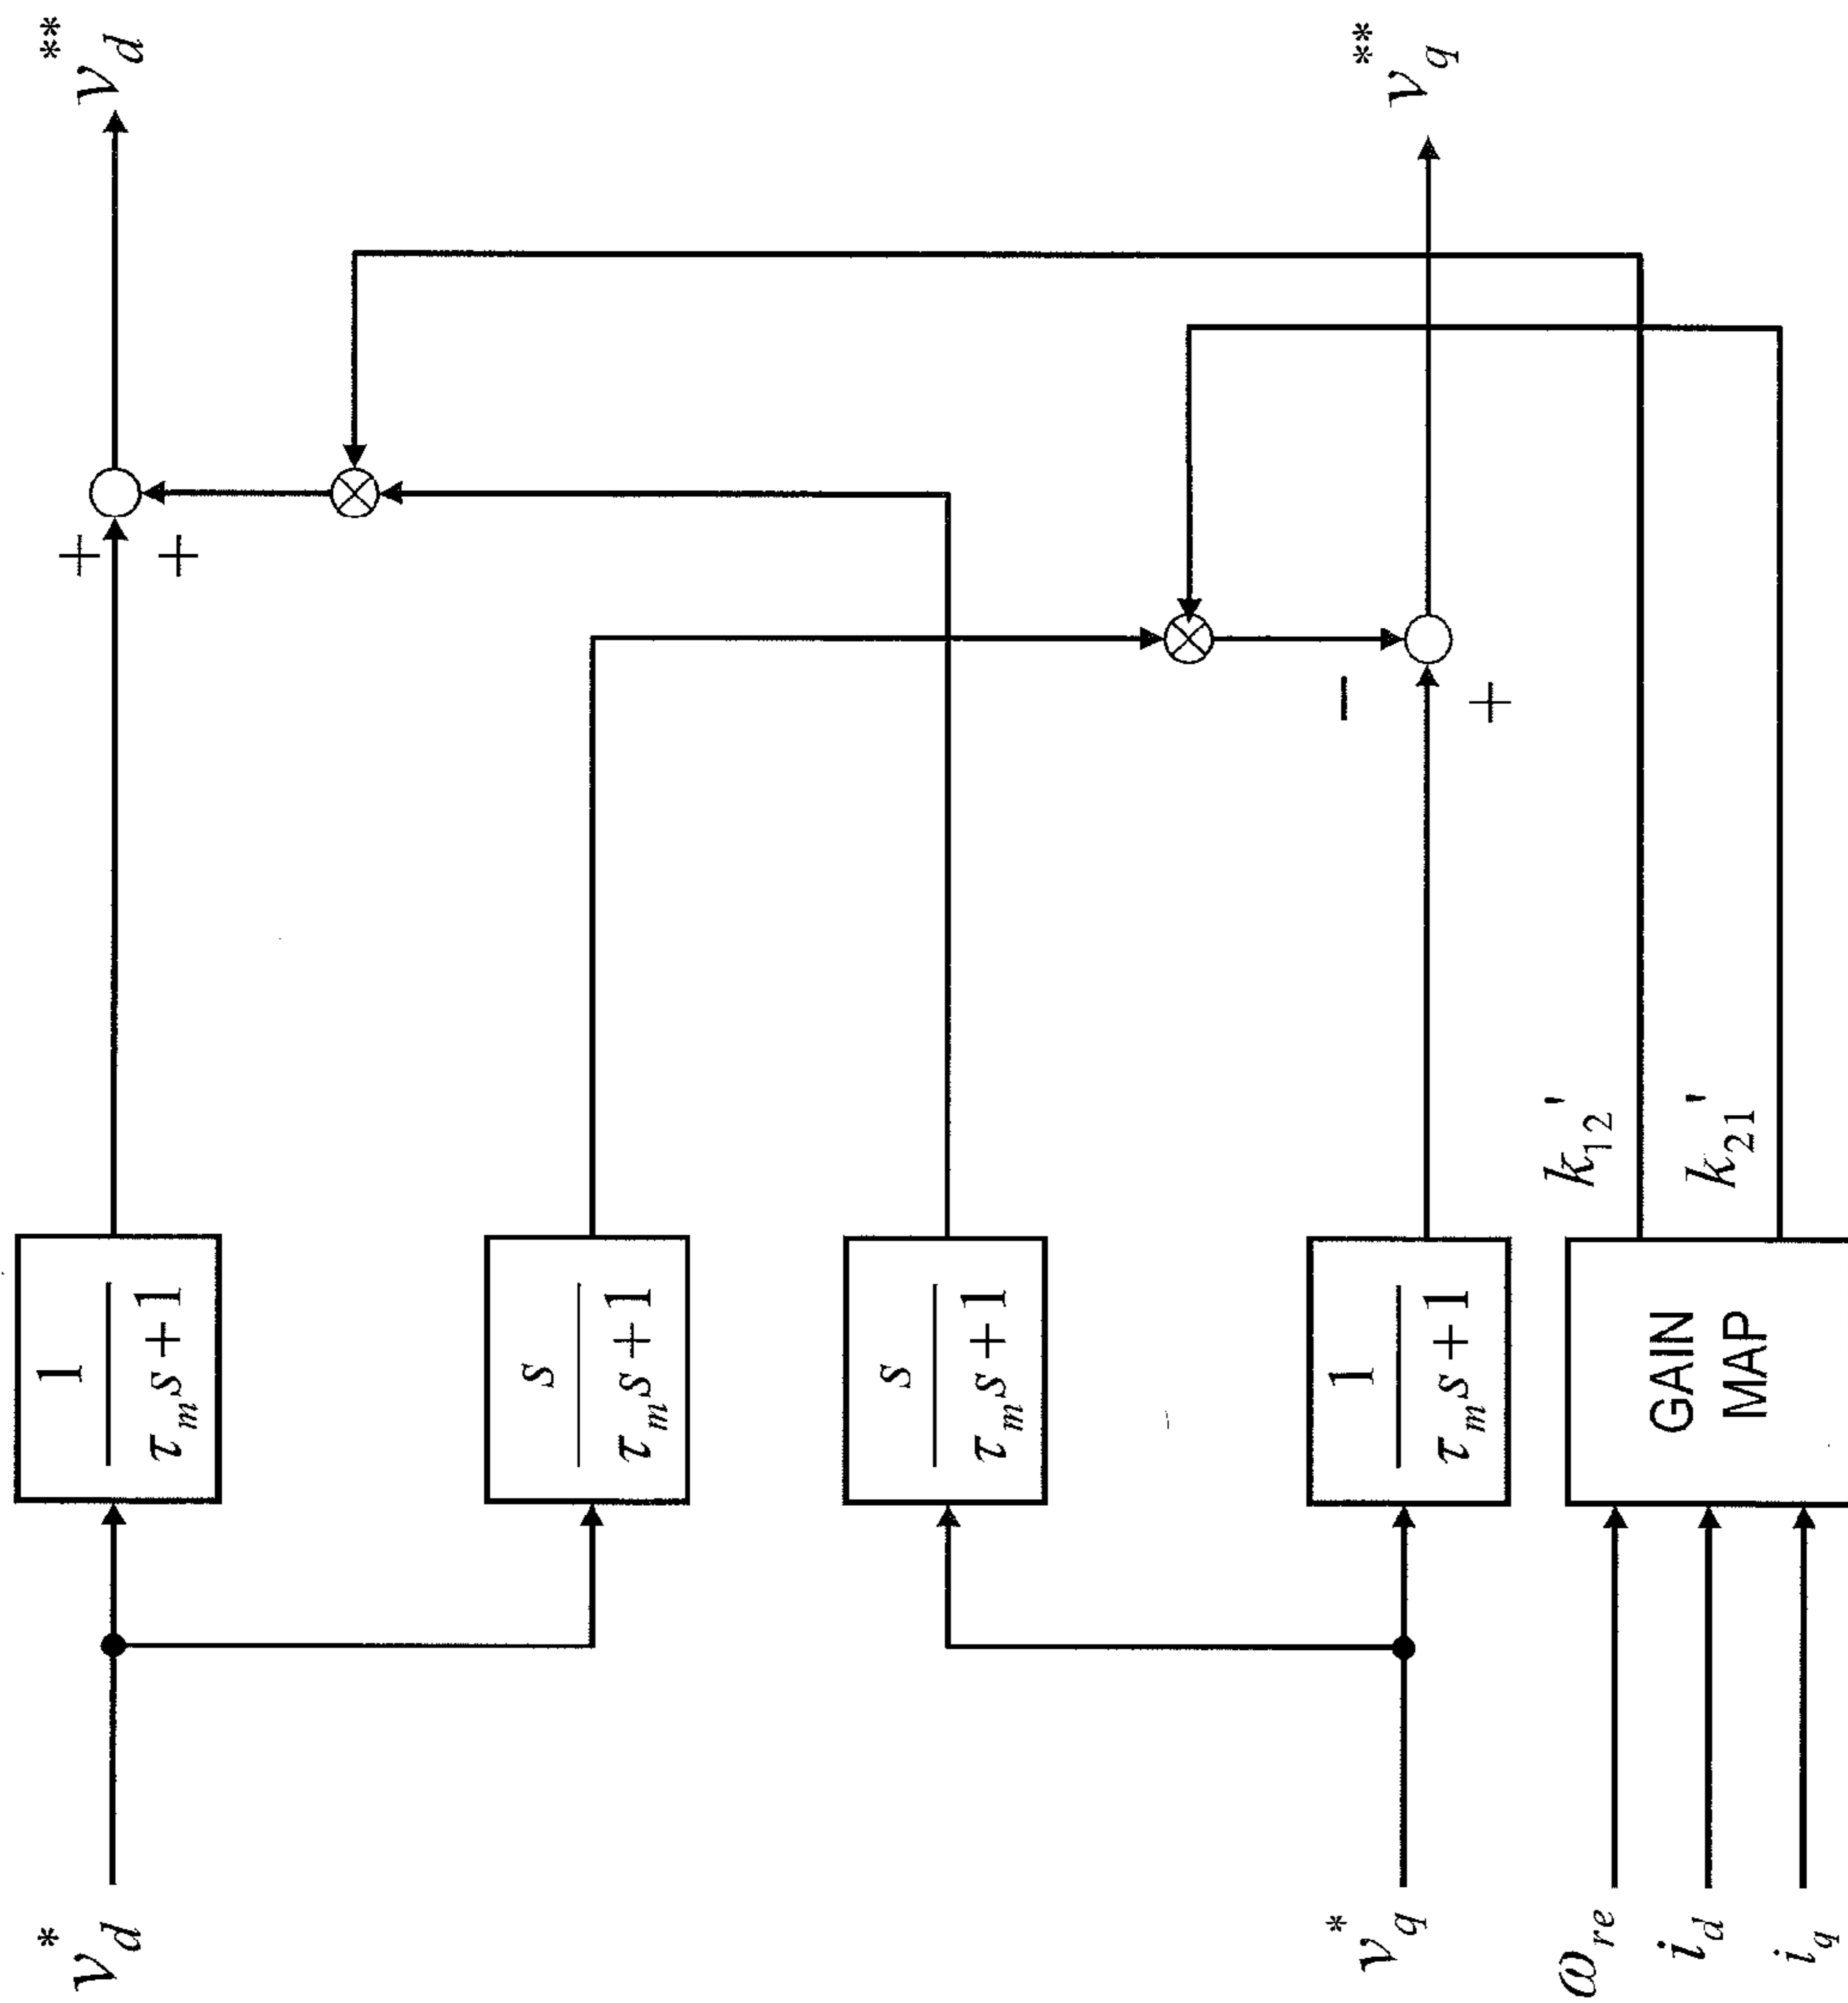 v_d^*
1
τ_m s + 1
+
+
v_d^**
s
τ_m s + 1
s
τ_m s + 1
v_q^*
1
τ_m s + 1
−
+
v_q^**
ω_re
i_d
i_q
GAIN
MAP
k_12'
k_21'